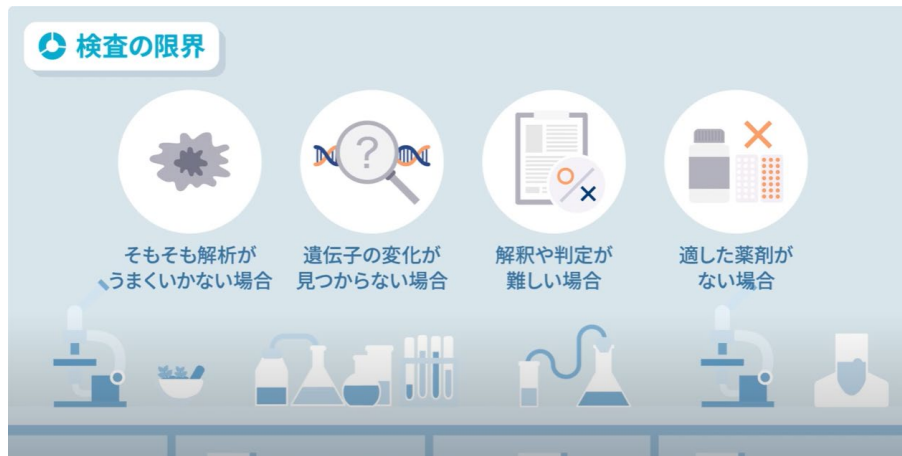 検査の限界
そもそも解析が
うまくいかない場合
遺伝子の変化が
見つからない場合
?
解釈や判定が
難しい場合
適した薬剤が
ない場合